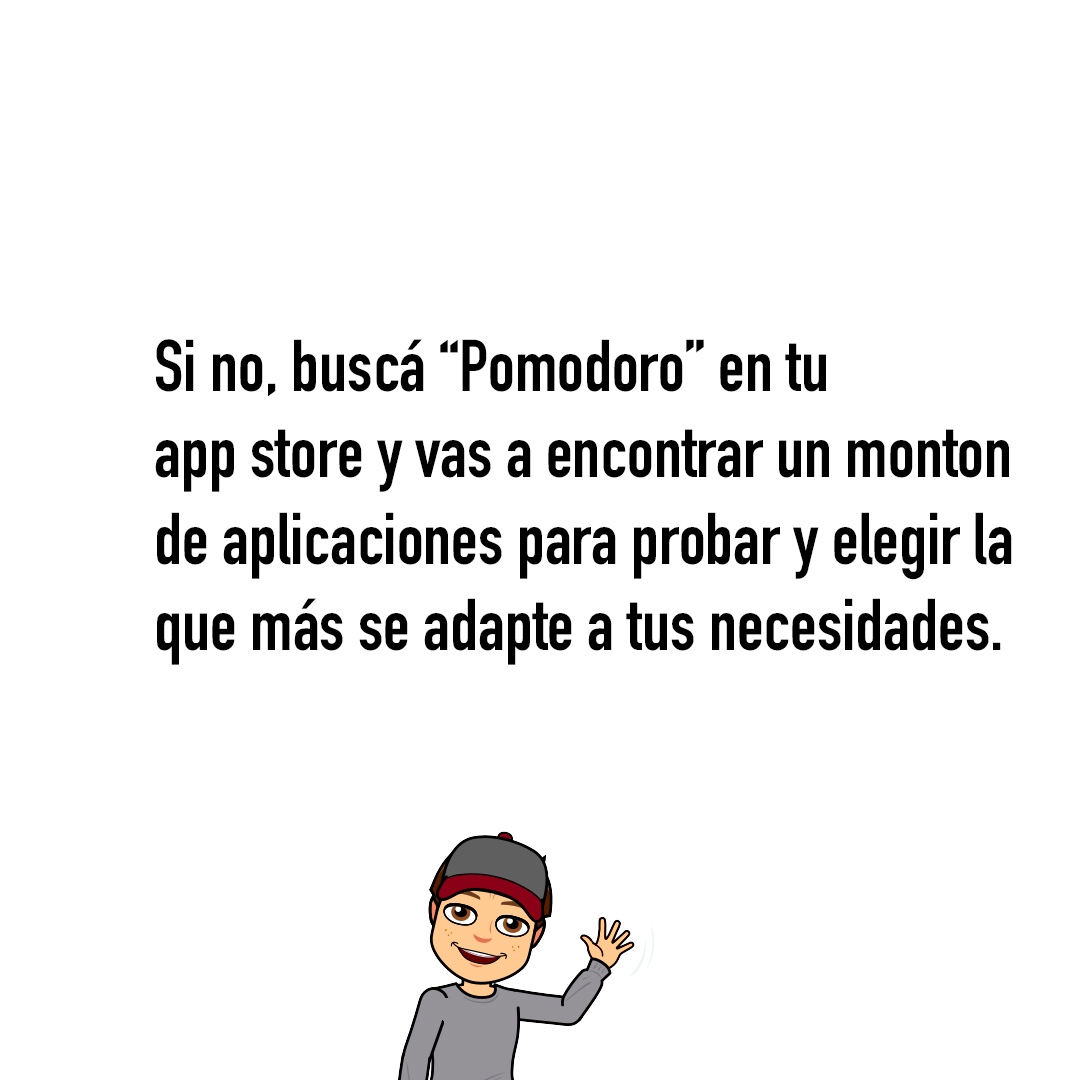 Si no, buscá “Pomodoro” en tu
app store y vas a encontrar un monton
de aplicaciones para probar y elegir la
que más se adapte a tus necesidades.